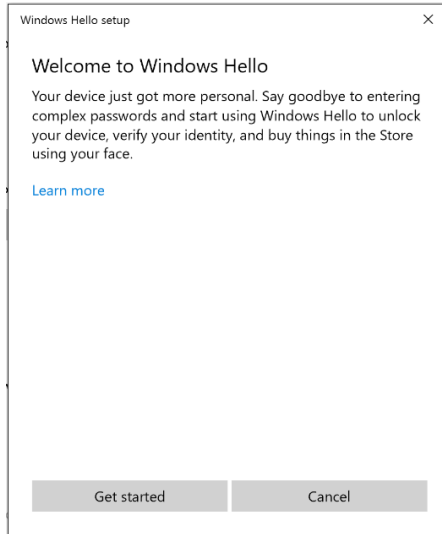 Windows Hello setup
Welcome to Windows Hello
Your device just got more personal. Say goodbye to entering
complex passwords and start using Windows Hello to unlock
your device, verify your identity, and buy things in the Store
using your face.
Learn more
Get started
Cancel